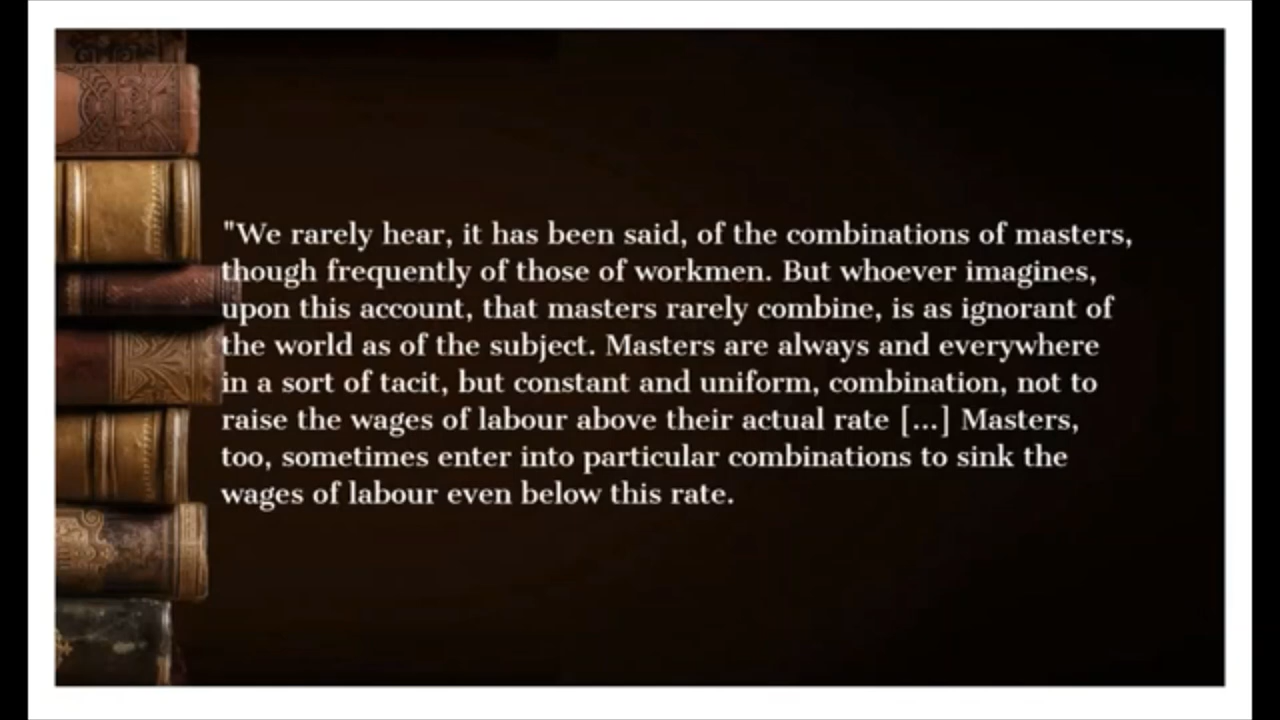 "We rarely hear, it has been said, of the combinations of masters,
though frequently of those of workmen. But whoever imagines,
upon this account, that masters rarely combine, is as ignorant of
the world as of the subject. Masters are always and everywhere
in a sort of tacit, but constant and uniform, combination, not to
raise the wages of labour above their actual rate [...] Masters,
too, sometimes enter into particular combinations to sink the
wages of labour even below this rate.